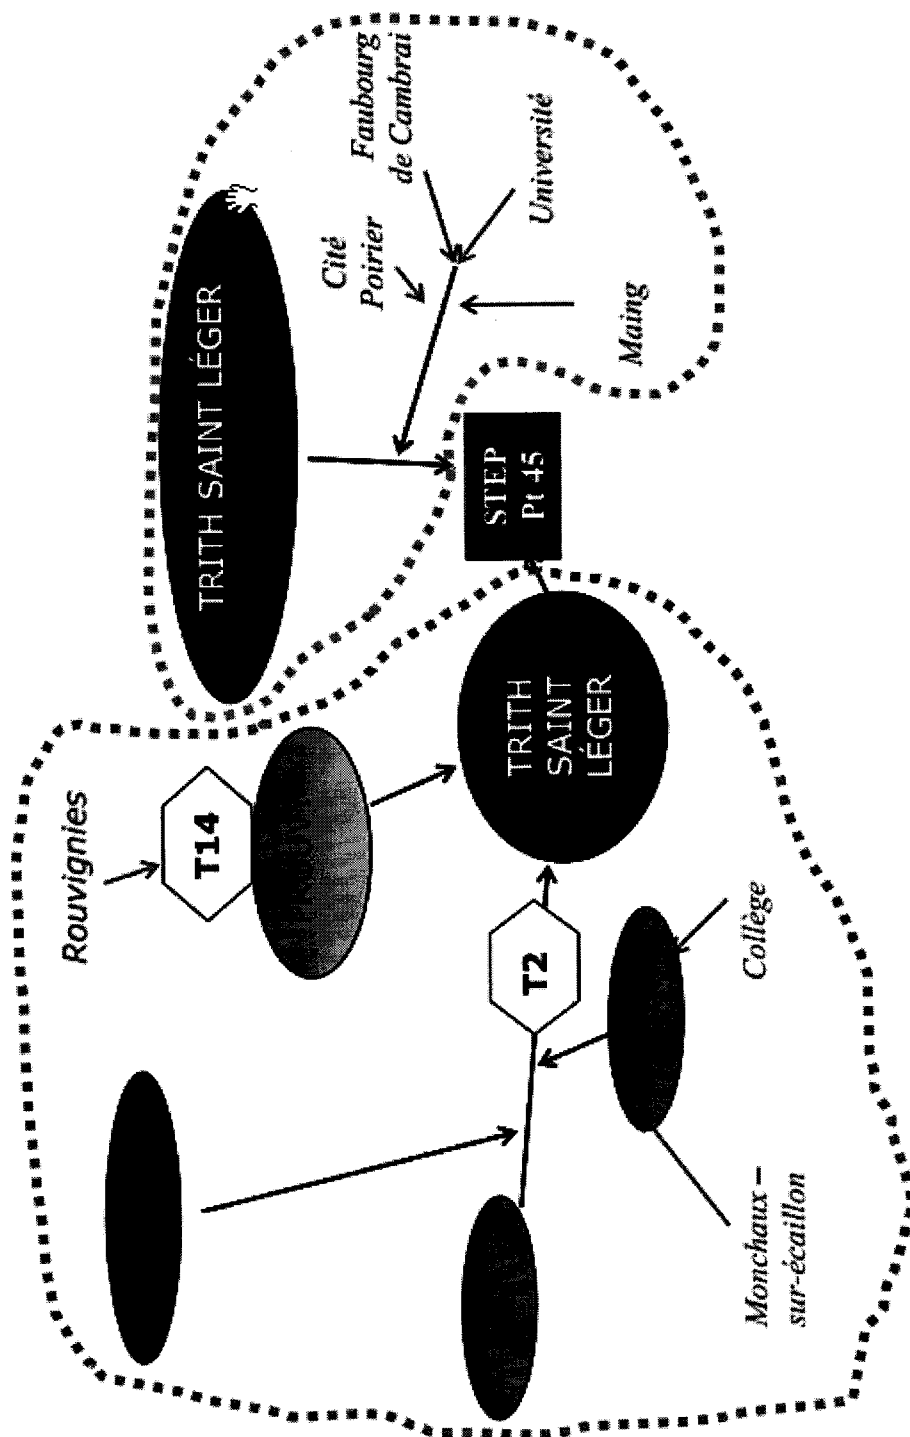 Rouvignies
T14
TRITH SAINT LÉGER
Cité
Poirier
Faubourg
de Cambrai
Université
Maing
STEP
Pt 45
TRITH
SAINT
LÉGER
T2
Collège
Monchaux –
sur-écaillon